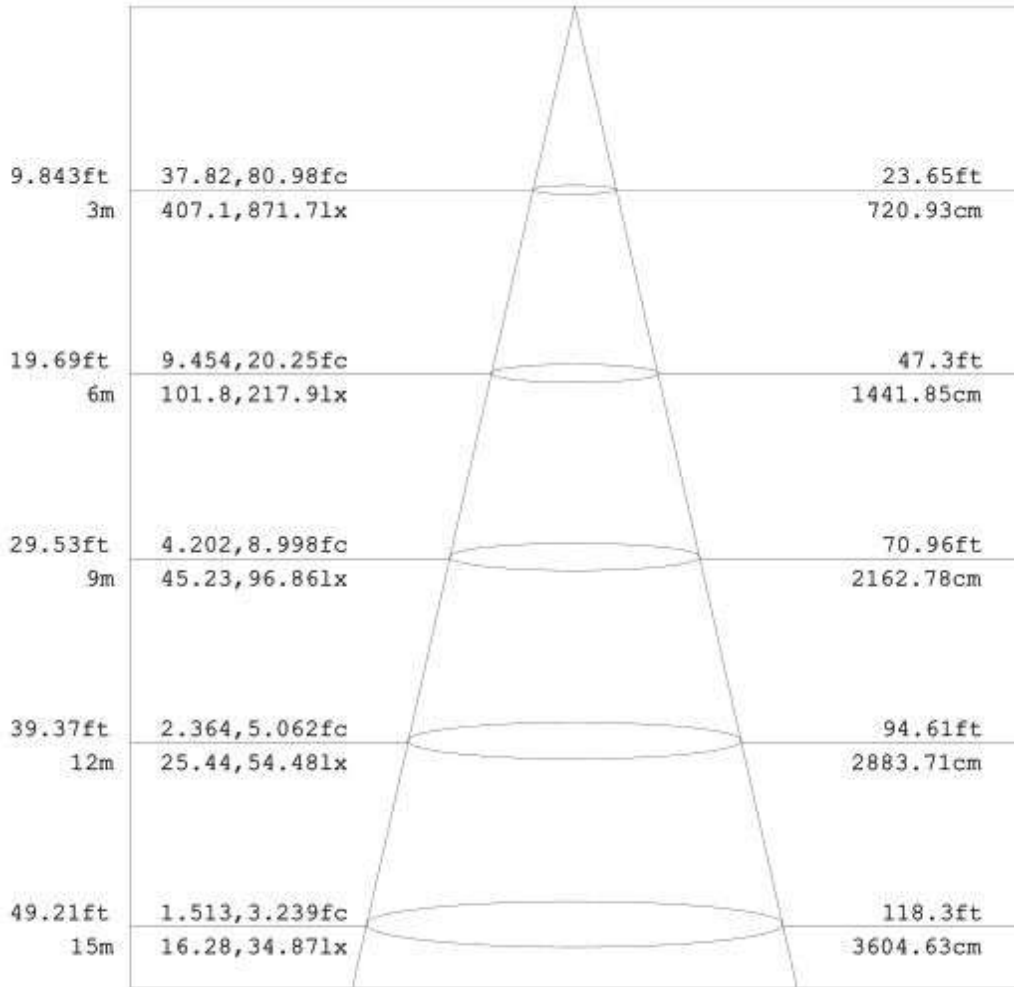 9.843ft 37.82,80.98fc 23.65ft
3m 407.1,871.7lx 720.93cm
19.69ft 9.454,20.25fc 47.3ft
6m 101.8,217.9lx 1441.85cm
29.53ft 4.202,8.998fc 70.96ft
9m 45.23,96.86lx 2162.78cm
39.37ft 2.364,5.062fc 94.61ft
12m 25.44,54.48lx 2883.71cm
49.21ft 1.513,3.239fc 118.3ft
15m 16.28,34.87lx 3604.63cm